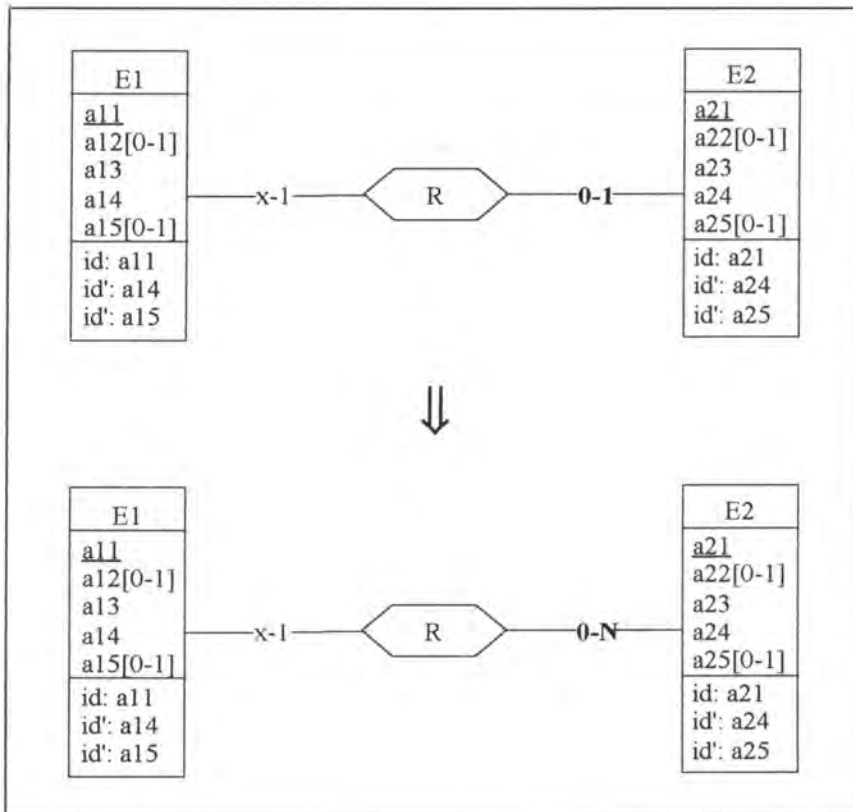 E1
a11
a12[0-1]
a13
a14
a15[0-1]
id: a11
id': a14
id': a15
x-1
R
0-1
E2
a21
a22[0-1]
a23
a24
a25[0-1]
id: a21
id': a24
id': a25
⇓
E1
a11
a12[0-1]
a13
a14
a15[0-1]
id: a11
id': a14
id': a15
x-1
R
0-N
E2
a21
a22[0-1]
a23
a24
a25[0-1]
id: a21
id': a24
id': a25